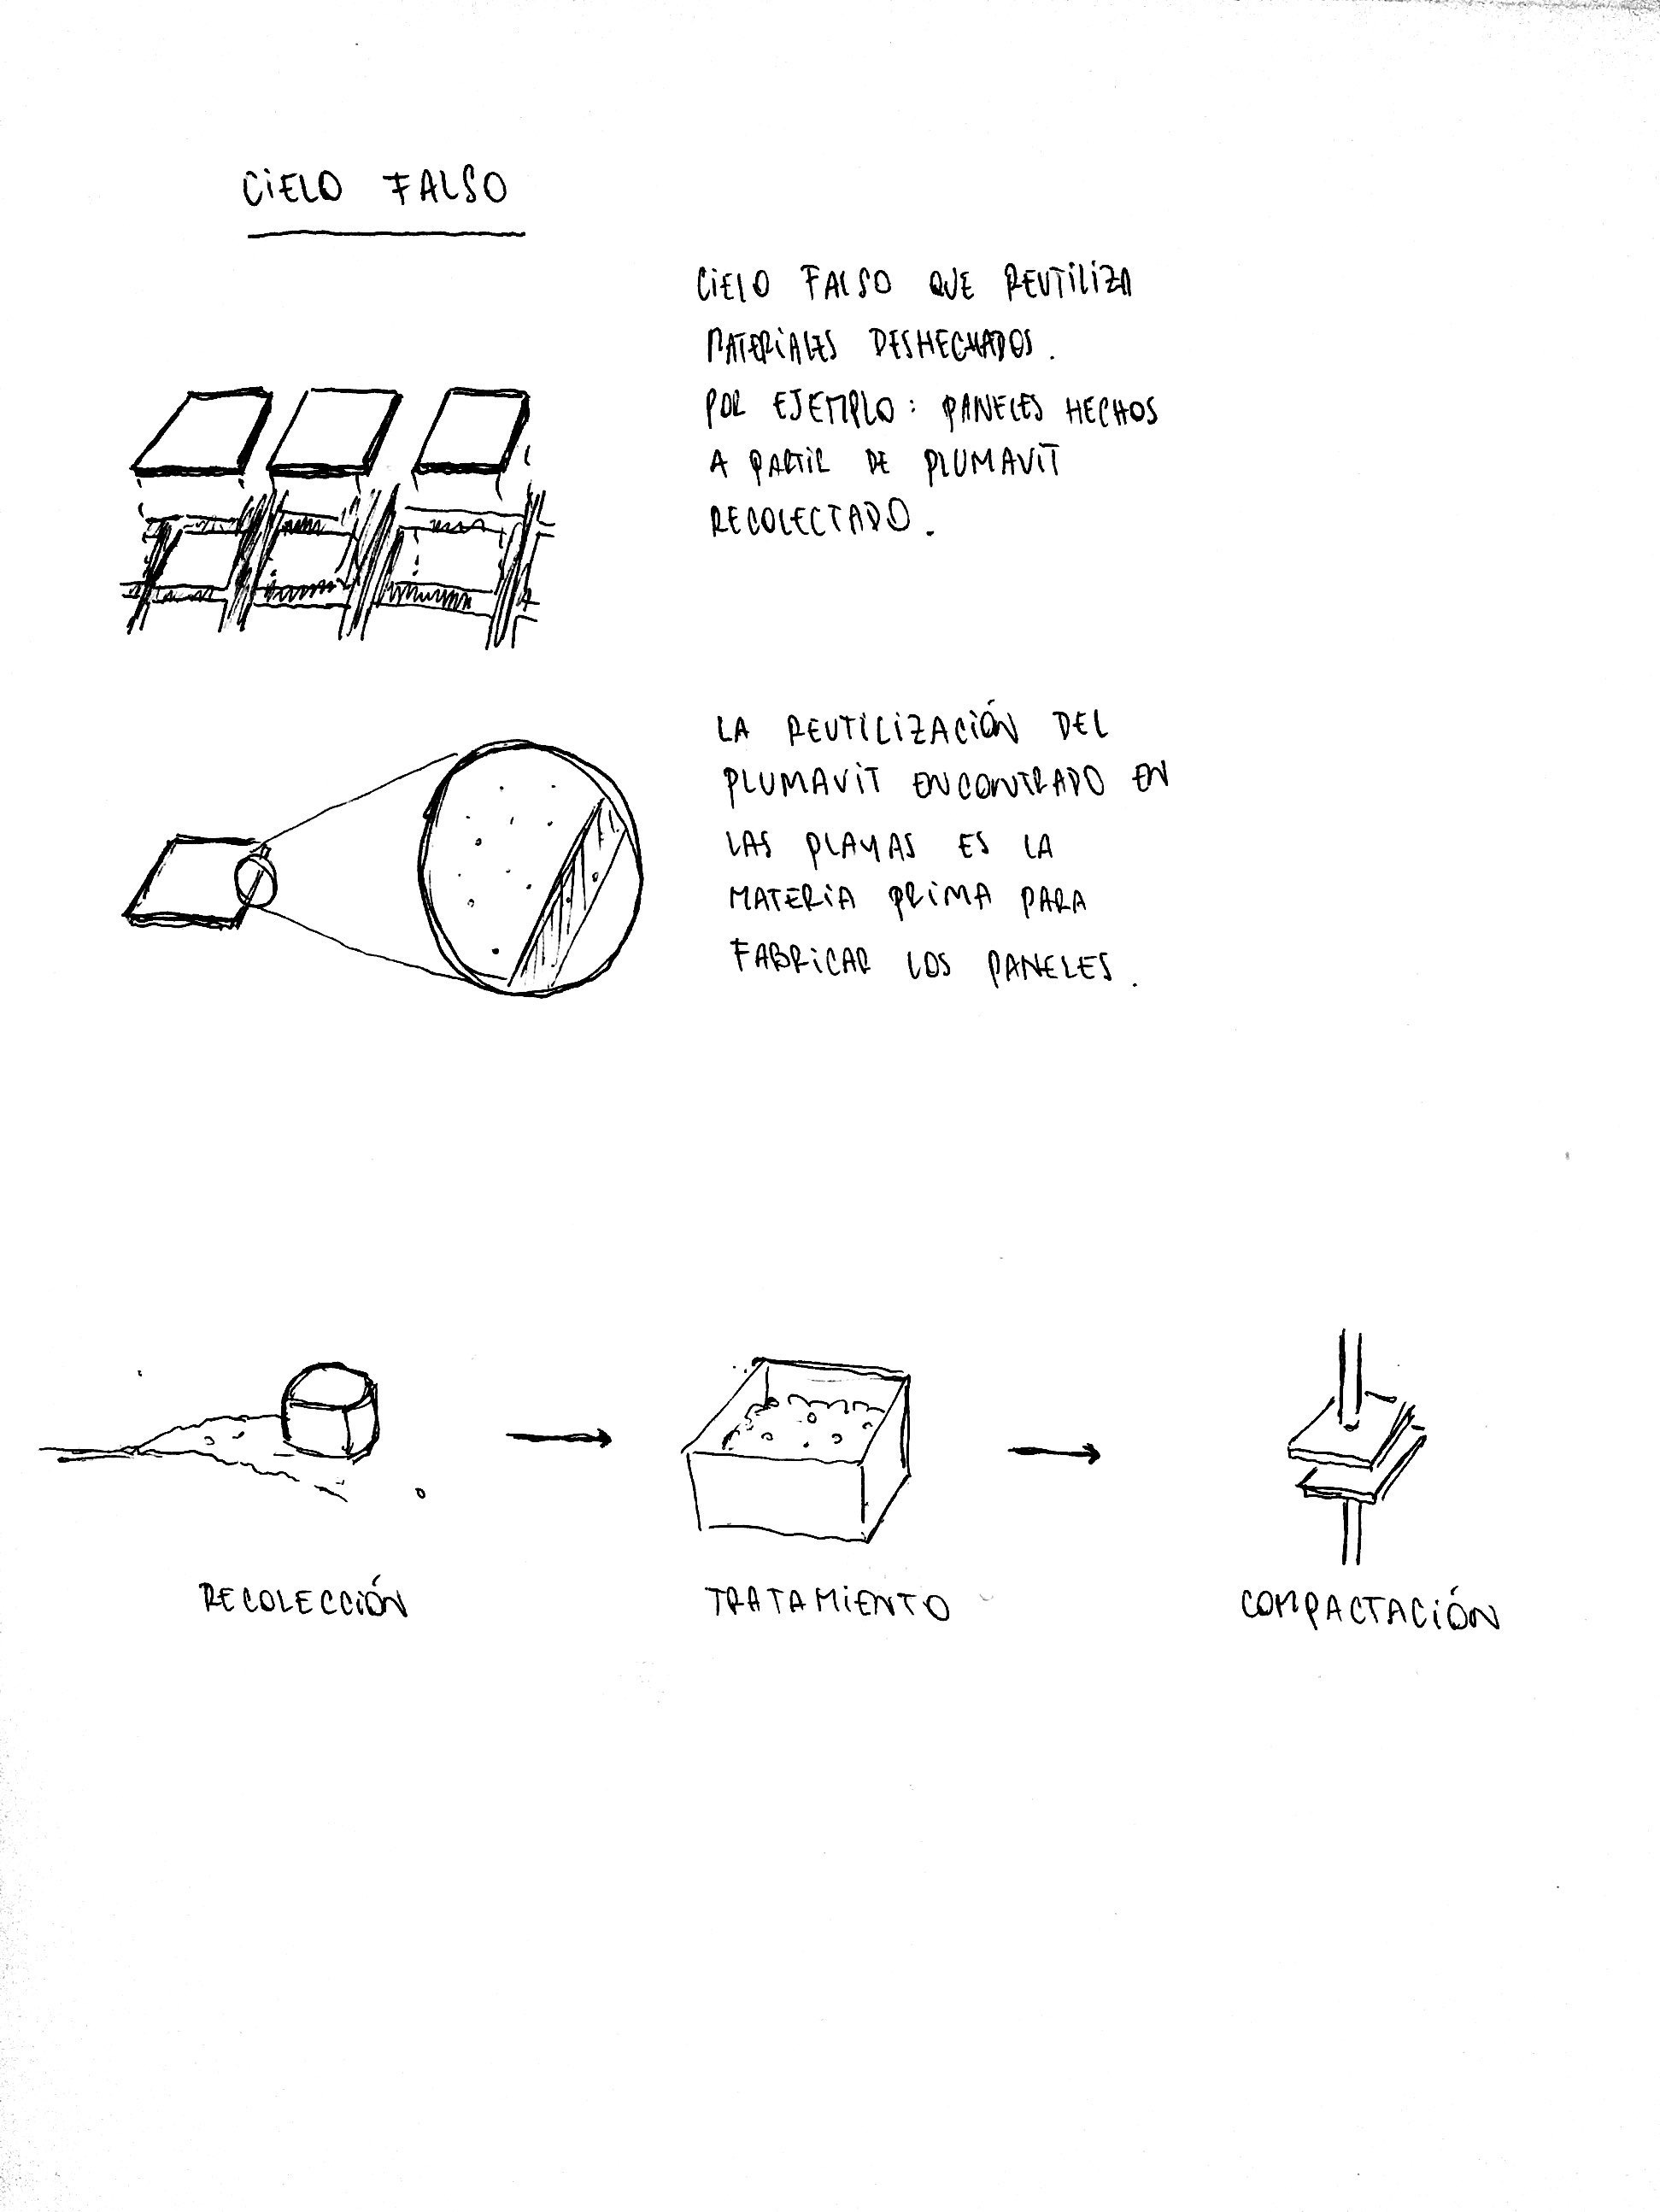 CIELO FALSO
CIELO FALSO QUE REUTILIZA
MATERIALES DESHECHADOS.
POR EJEMPLO: PANELES HECHOS
A PARTIR DE PLUMAVIT
RECOLECTADO.
LA REUTILIZACIÓN DEL
PLUMAVIT ENCONTRADO EN
LAS PLAYAS ES LA
MATERIA PRIMA PARA
FABRICAR LOS PANELES.
RECOLECCIÓN
TRATAMIENTO
COMPACTACIÓN